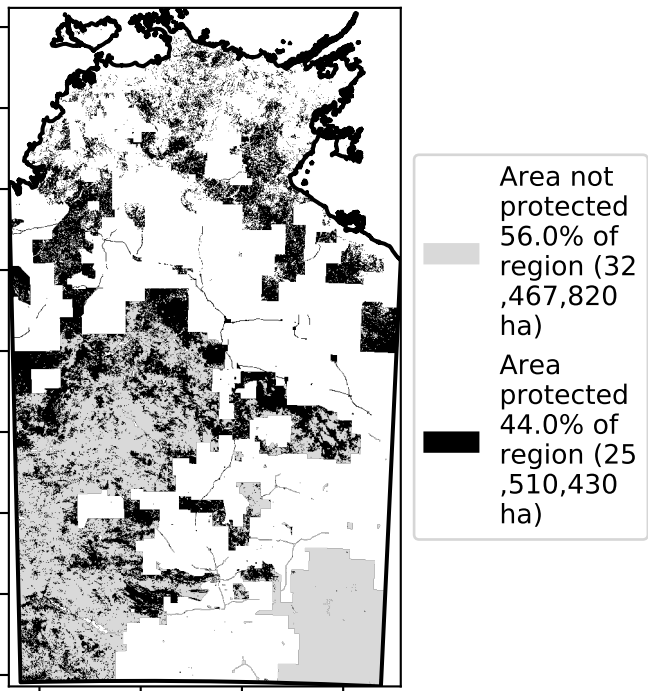 Area not
protected
56.0% of
region (32
,467,820
ha)
Area
protected
44.0% of
region (25
,510,430
ha)